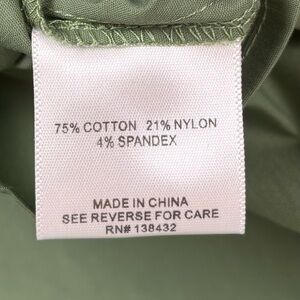 75% COTTON 21% NYLON
4% SPANDEX
MADE IN CHINA
SEE REVERSE FOR CARE
RN# 138432